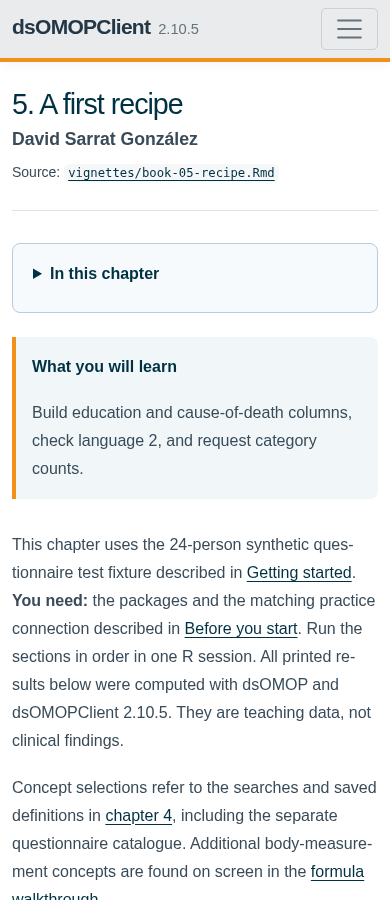 dsOMOPClient 2.10.5
5. A first recipe
David Sarrat González
Source: vignettes/book-05-recipe.Rmd
In this chapter
What you will learn
Build education and cause-of-death columns,
check language 2, and request category
counts.
This chapter uses the 24-person synthetic ques-
tionnaire test fixture described in Getting started.
You need: the packages and the matching practice
connection described in Before you start. Run the
sections in order in one R session. All printed re-
sults below were computed with dsOMOP and
dsOMOPClient 2.10.5. They are teaching data, not
clinical findings.
Concept selections refer to the searches and saved
definitions in chapter 4, including the separate
questionnaire catalogue. Additional body-measure-
ment concepts are found on screen in the formula
walkthrough